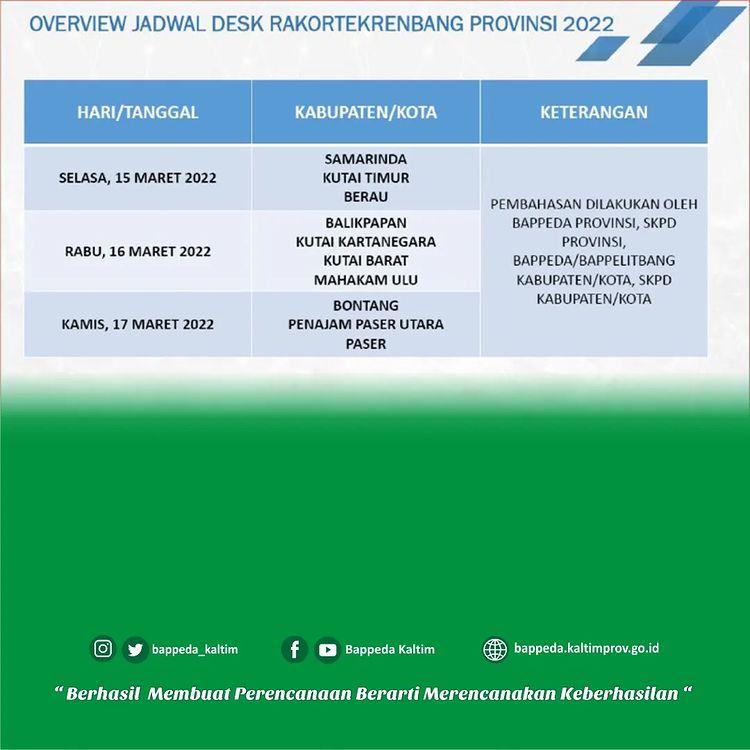 OVERVIEW JADWAL DESK RAKORTEKRENBANG PROVINSI 2022
HARI/TANGGAL
KABUPATEN/KOTA
KETERANGAN
SELASA, 15 MARET 2022
SAMARINDA
KUTAI TIMUR
BERAU
RABU, 16 MARET 2022
BALIKPAPAN
KUTAI KARTANEGARA
KUTAI BARAT
MAHAKAM ULU
KAMIS, 17 MARET 2022
BONTANG
PENAJAM PASER UTARA
PASER
PEMBAHASAN DILAKUKAN OLEH
BAPPEDA PROVINSI, SKPD
PROVINSI,
BAPPEDA/BAPPELITBANG
KABUPATEN/KOTA, SKPD
KABUPATEN/KOTA
bappeda_kaltim
Bappeda Kaltim
bappeda.kaltimprov.go.id
“ Berhasil Membuat Perencanaan Berarti Merencanakan Keberhasilan “